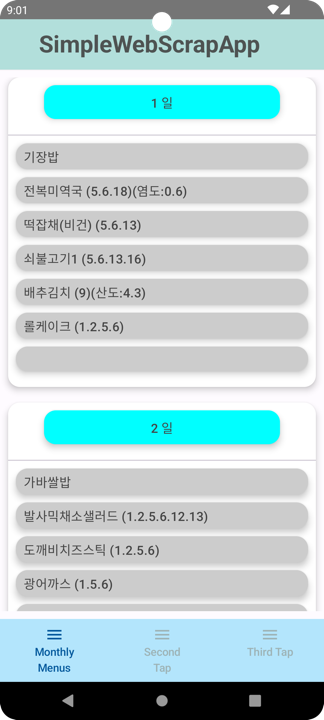 9:01
SimpleWebScrapApp
1 일
기장밥
전복미역국 (5.6.18)(염도:0.6)
떡잡채(비건) (5.6.13)
쇠불고기1 (5.6.13.16)
배추김치 (9)(산도:4.3)
롤케이크 (1.2.5.6)
2 일
가바쌀밥
발사믹채소샐러드 (1.2.5.6.12.13)
도깨비치즈스틱 (1.2.5.6)
광어까스 (1.5.6)
Monthly
Menus
Second
Tap
Third Tap